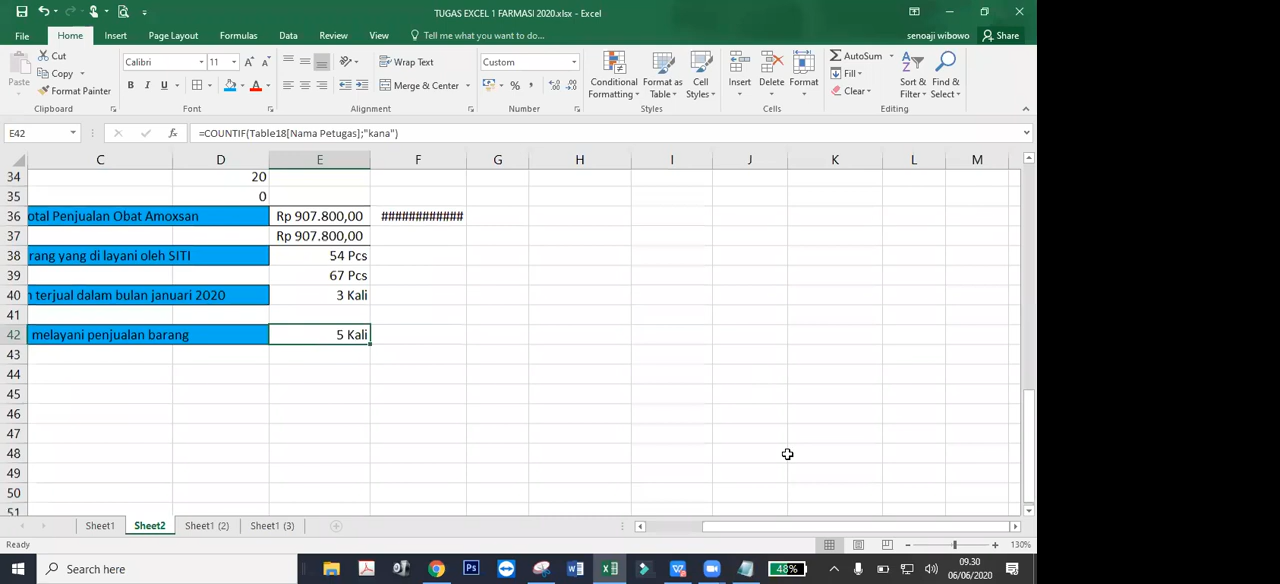 TUGAS EXCEL 1 FARMASI 2020.xlsx - Excel
File Home Insert Page Layout Formulas Data Review View Tell me what you want to do... senoaji wibowo Share
Paste Cut Copy Format Painter Clipboard
Calibri 11 A A B I U A Font
Wrap Text Merge & Center Alignment
Custom % , Number
Conditional Formatting Format as Table Cell Styles Styles
Insert Delete Format Cells
AutoSum Fill Clear Sort & Filter Find & Select Editing
E42 fx =COUNTIF(Table18[Nama Petugas];"kana")
C D E F G H I J K L M
34 20
35 0
36 otal Penjualan Obat Amoxsan Rp 907.800,00 ############
37 Rp 907.800,00
38 rang yang di layani oleh SITI 54 Pcs
39 67 Pcs
40 n terjual dalam bulan januari 2020 3 Kali
41
42 melayani penjualan barang 5 Kali
43
44
45
46
47
48
49
50
51
Sheet1 Sheet2 Sheet1 (2) Sheet1 (3)
Ready 130%
Search here 48% 09.30
06/06/2020